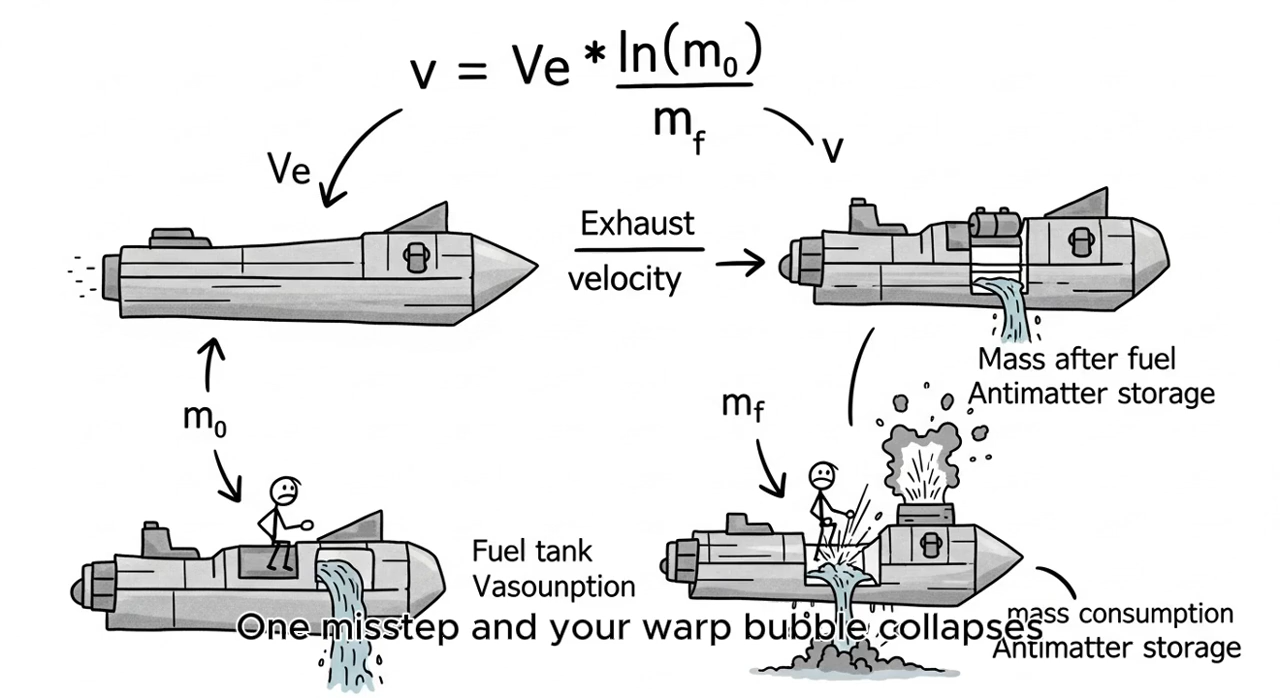 v = Ve * ln(m₀)
m_f
Ve
v
Exhaust
velocity
Mass after fuel
Antimatter storage
m₀
m_f
Fuel tank
Vasounption
One misstep and your warp bubble collapses
mass consumption
Antimatter storage